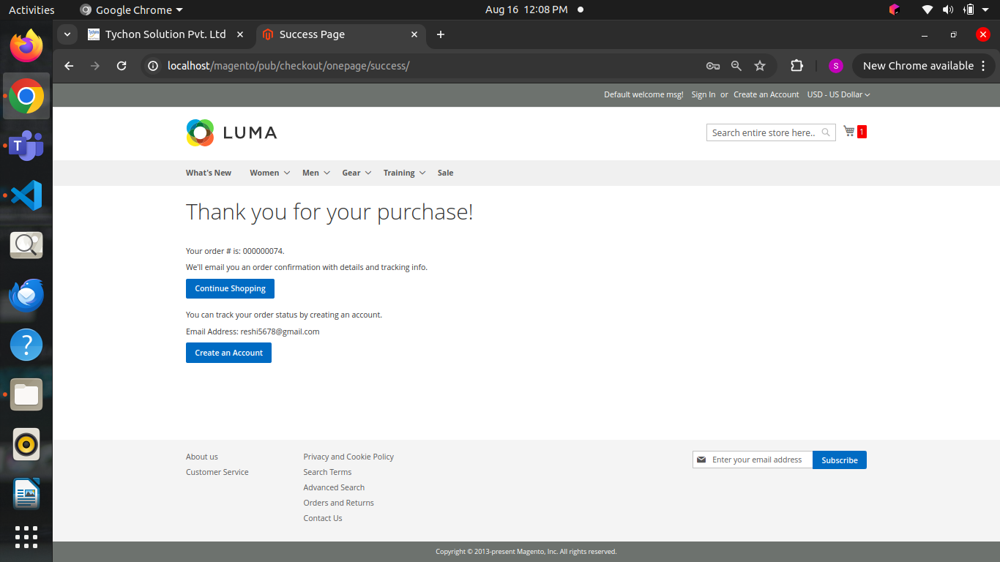 Activities Google Chrome Aug 16 12:08 PM
Tychon Solution Pvt. Ltd Success Page
localhost/magento/pub/checkout/onepage/success/ S New Chrome available
Default welcome msg! Sign In or Create an Account USD - US Dollar
LUMA Search entire store here.. 1
What's New Women Men Gear Training Sale
Thank you for your purchase!
Your order # is: 000000074.
We'll email you an order confirmation with details and tracking info.
Continue Shopping
You can track your order status by creating an account.
Email Address: reshi5678@gmail.com
Create an Account
About us Privacy and Cookie Policy Enter your email address Subscribe
Customer Service Search Terms
Advanced Search
Orders and Returns
Contact Us
Copyright © 2013-present Magento, Inc. All rights reserved.